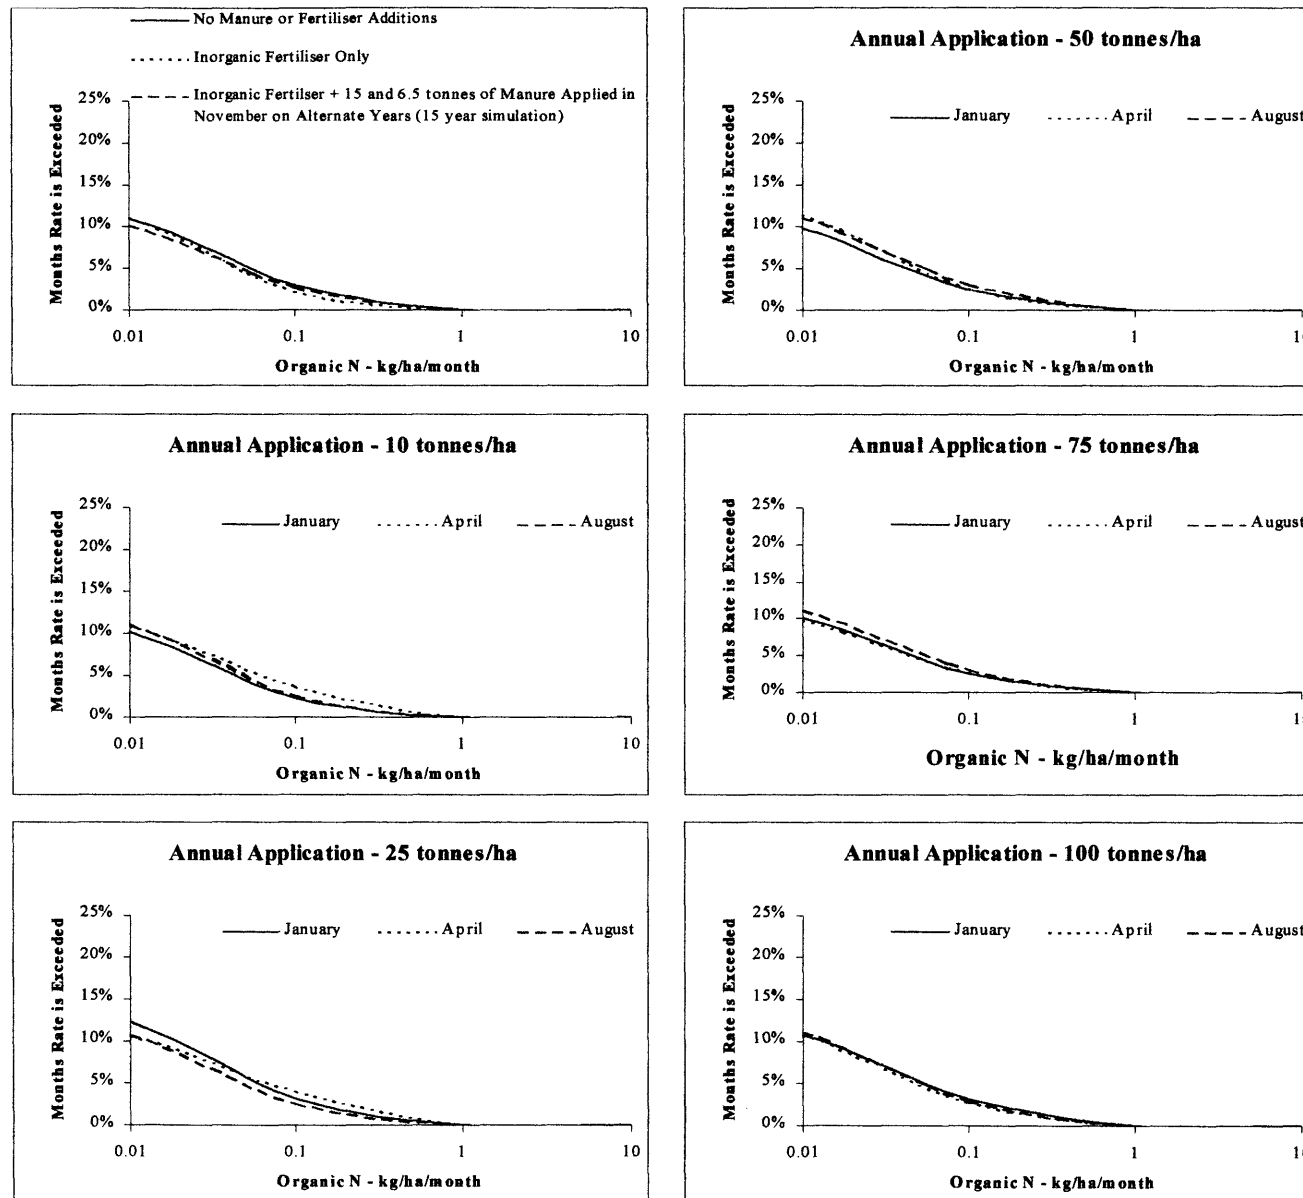 No Manure or Fertiliser Additions
Inorganic Fertiliser Only
Inorganic Fertilser + 15 and 6.5 tonnes of Manure Applied in
November on Alternate Years (15 year simulation)
Months Rate is Exceeded
25%
20%
15%
10%
5%
0%
0.01 0.1 1 10
Organic N - kg/ha/month
Annual Application - 50 tonnes/ha
January April August
Months Rate is Exceeded
25%
20%
15%
10%
5%
0%
0.01 0.1 1 1
Organic N - kg/ha/month
Annual Application - 10 tonnes/ha
January April August
Months Rate is Exceeded
25%
20%
15%
10%
5%
0%
0.01 0.1 1 10
Organic N - kg/ha/month
Annual Application - 75 tonnes/ha
January April August
Months Rate is Exceeded
25%
20%
15%
10%
5%
0%
0.01 0.1 1 1
Organic N - kg/ha/month
Annual Application - 25 tonnes/ha
January April August
Months Rate is Exceeded
25%
20%
15%
10%
5%
0%
0.01 0.1 1 10
Organic N - kg/ha/month
Annual Application - 100 tonnes/ha
January April August
Months Rate is Exceeded
25%
20%
15%
10%
5%
0%
0.01 0.1 1 1
Organic N - kg/ha/month